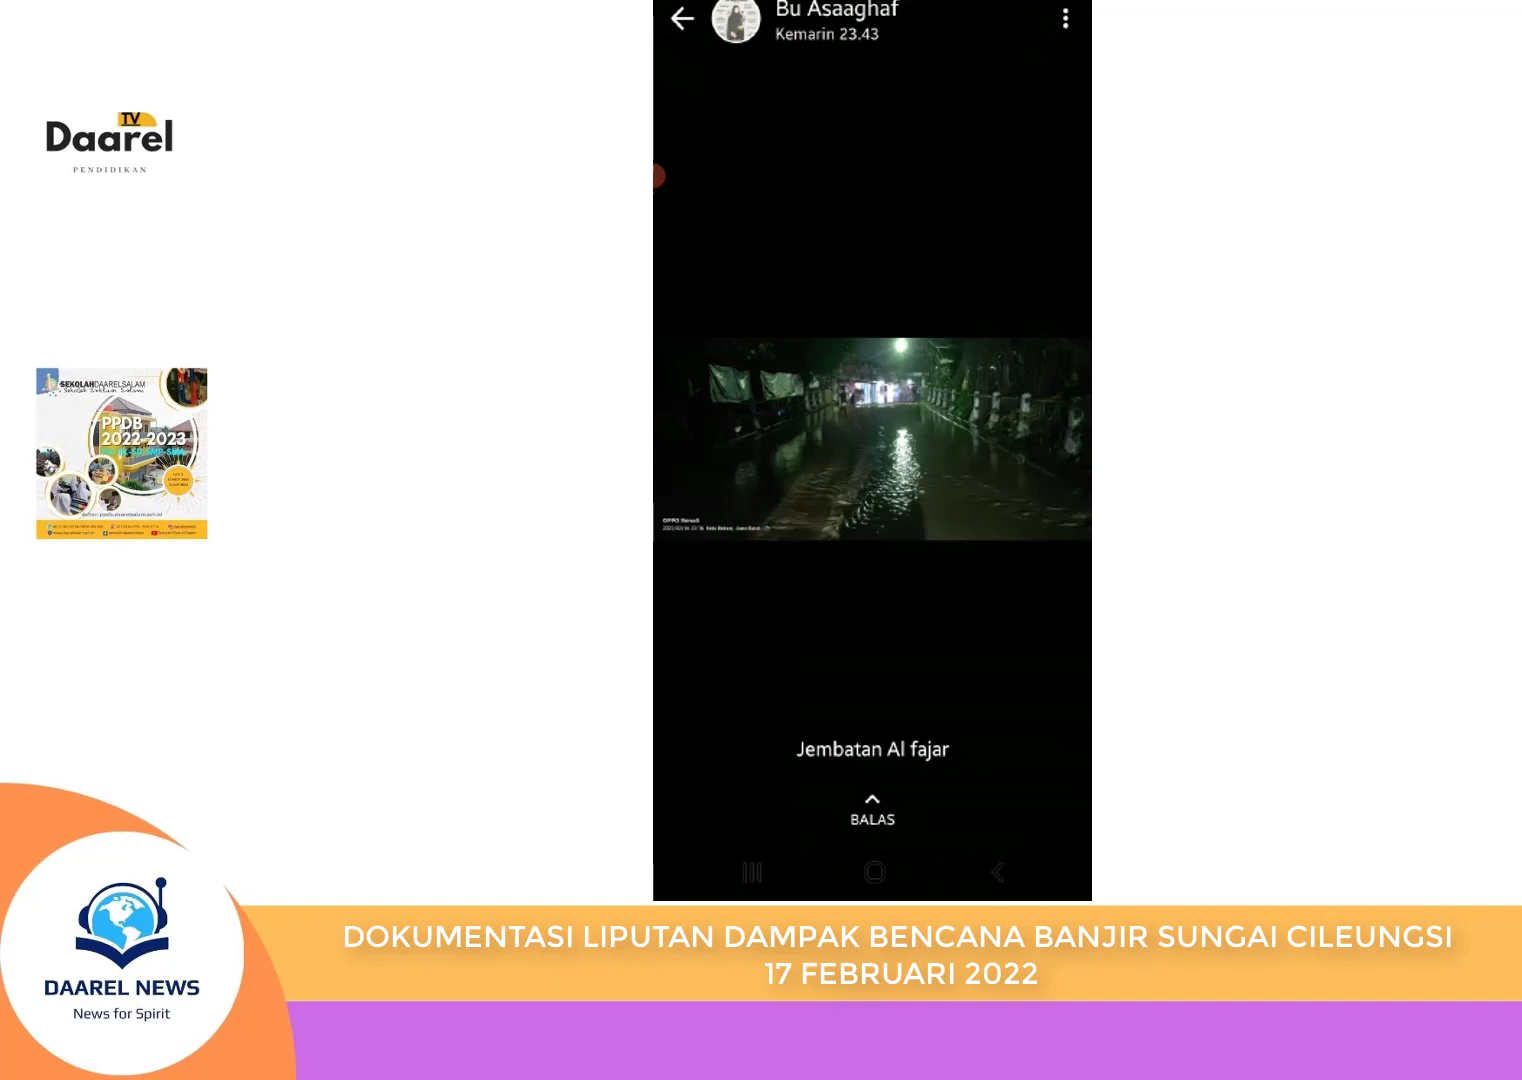 Bu Asaaghaf
Kemarin 23.43
TV
Daarel
PENDIDIKAN
SEKOLAHDAARELSALAM
PPDB
2022-2023
Jembatan Al fajar
BALAS
DOKUMENTASI LIPUTAN DAMPAK BENCANA BANJIR SUNGAI CILEUNGSI
17 FEBRUARI 2022
DAAREL NEWS
News for Spirit